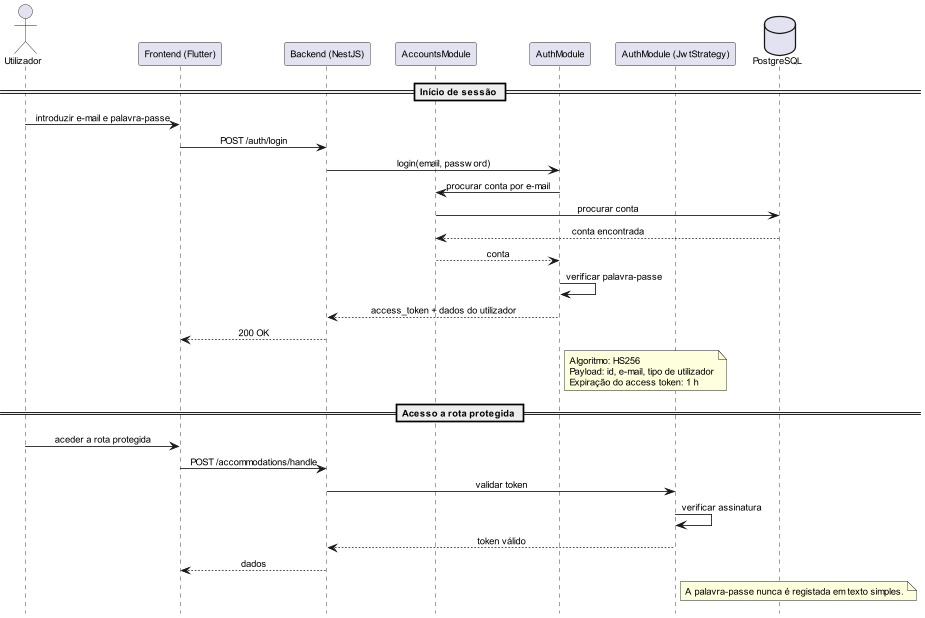 Utilizador
Frontend (Flutter)
Backend (NestJS)
AccountsModule
AuthModule
AuthModule (JwtStrategy)
PostgreSQL
Início de sessão
introduzir e-mail e palavra-passe
POST /auth/login
login(email, password)
procurar conta por e-mail
procurar conta
conta encontrada
conta
verificar palavra-passe
access_token + dados do utilizador
200 OK
Algoritmo: HS256
Payload: id, e-mail, tipo de utilizador
Expiração do access token: 1 h
Acesso a rota protegida
aceder a rota protegida
POST /accommodations/handle
validar token
verificar assinatura
token válido
dados
A palavra-passe nunca é registada em texto simples.